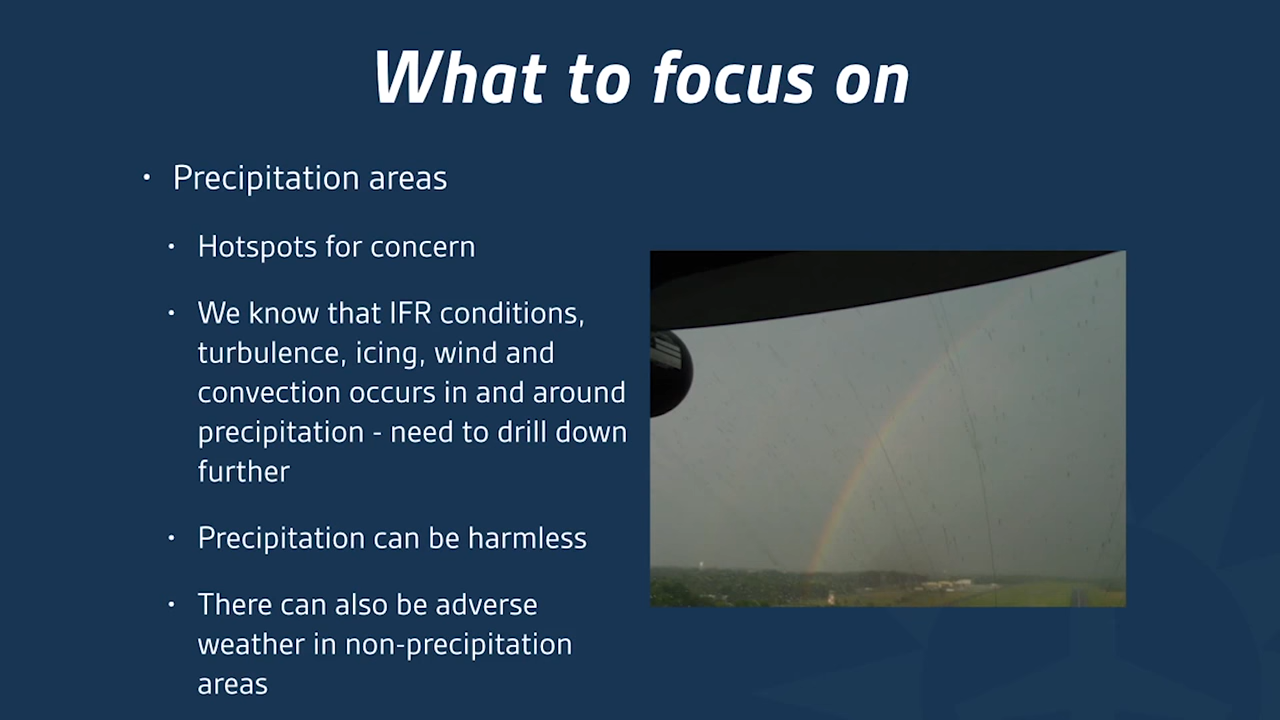 What to focus on
• Precipitation areas
• Hotspots for concern
• We know that IFR conditions,
turbulence, icing, wind and
convection occurs in and around
precipitation - need to drill down
further
• Precipitation can be harmless
• There can also be adverse
weather in non-precipitation
areas